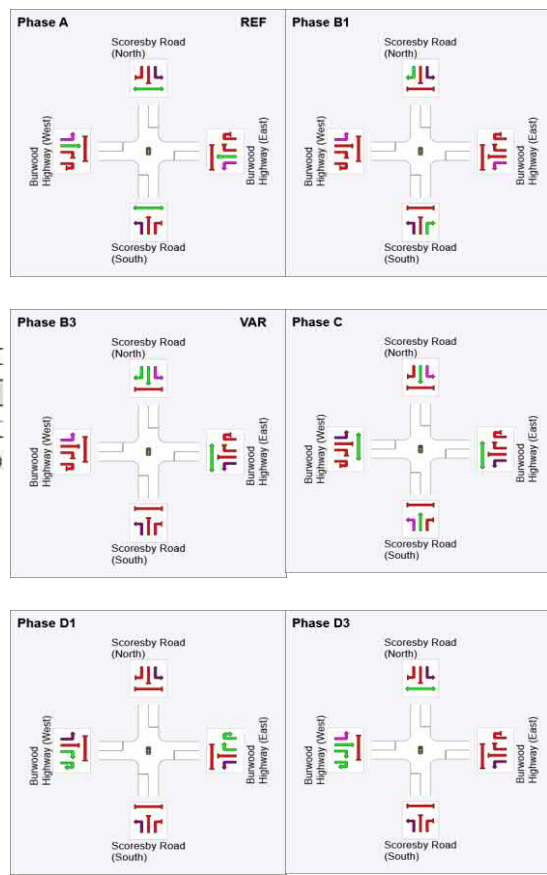 Phase A REF
Scoresby Road
(North)
Burwood
Highway (West)
Burwood
Highway (East)
Scoresby Road
(South)
Phase B1
Scoresby Road
(North)
Burwood
Highway (West)
Burwood
Highway (East)
Scoresby Road
(South)
Phase B3 VAR
Scoresby Road
(North)
Burwood
Highway (West)
Burwood
Highway (East)
Scoresby Road
(South)
Phase C
Scoresby Road
(North)
Burwood
Highway (West)
Burwood
Highway (East)
Scoresby Road
(South)
Phase D1
Scoresby Road
(North)
Burwood
Highway (West)
Burwood
Highway (East)
Scoresby Road
(South)
Phase D3
Scoresby Road
(North)
Burwood
Highway (West)
Burwood
Highway (East)
Scoresby Road
(South)